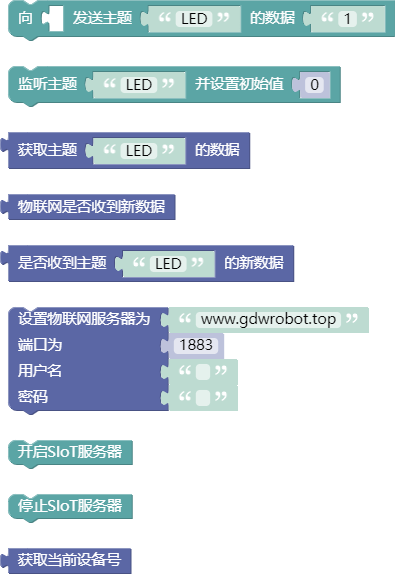 向 发送主题 “ LED ” 的数据 “ 1 ”
监听主题 “ LED ” 并设置初始值 0
获取主题 “ LED ” 的数据
物联网是否收到新数据
是否收到主题 “ LED ” 的新数据
设置物联网服务器为 “ www.gdwrobot.top ”
端口为 1883
用户名 “ ”
密码 “ ”
开启SIoT服务器
停止SIoT服务器
获取当前设备号